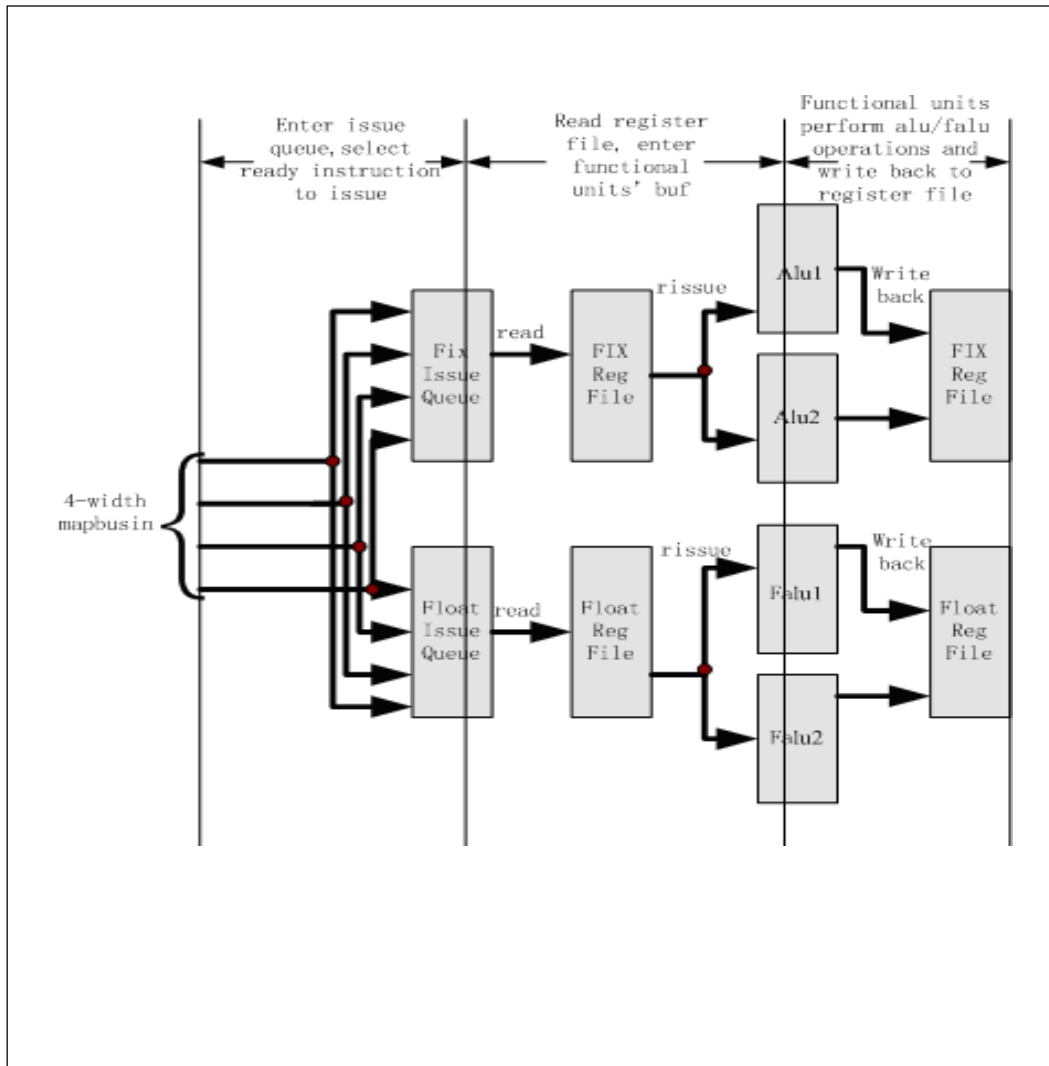 Enter issue
queue, select
ready instruction
to issue
Read register
file, enter
functional
units' buf
Functional units
perform alu/falu
operations and
write back to
register file
4-width
mapbusin
Fix
Issue
Queue
read
FIX
Reg
File
rissue
Alu1
Alu2
Write
back
FIX
Reg
File
Float
Issue
Queue
read
Float
Reg
File
rissue
Falu1
Falu2
Write
back
Float
Reg
File